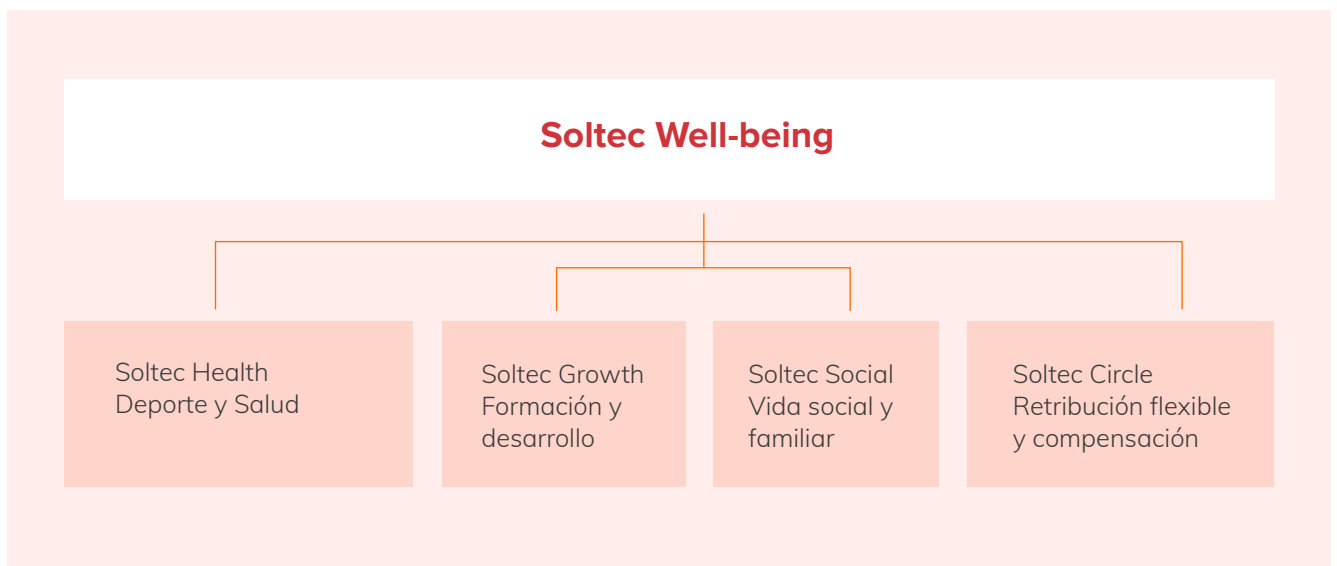 Soltec Well-being
Soltec Health
Deporte y Salud
Soltec Growth
Formación y
desarrollo
Soltec Social
Vida social y
familiar
Soltec Circle
Retribución flexible
y compensación